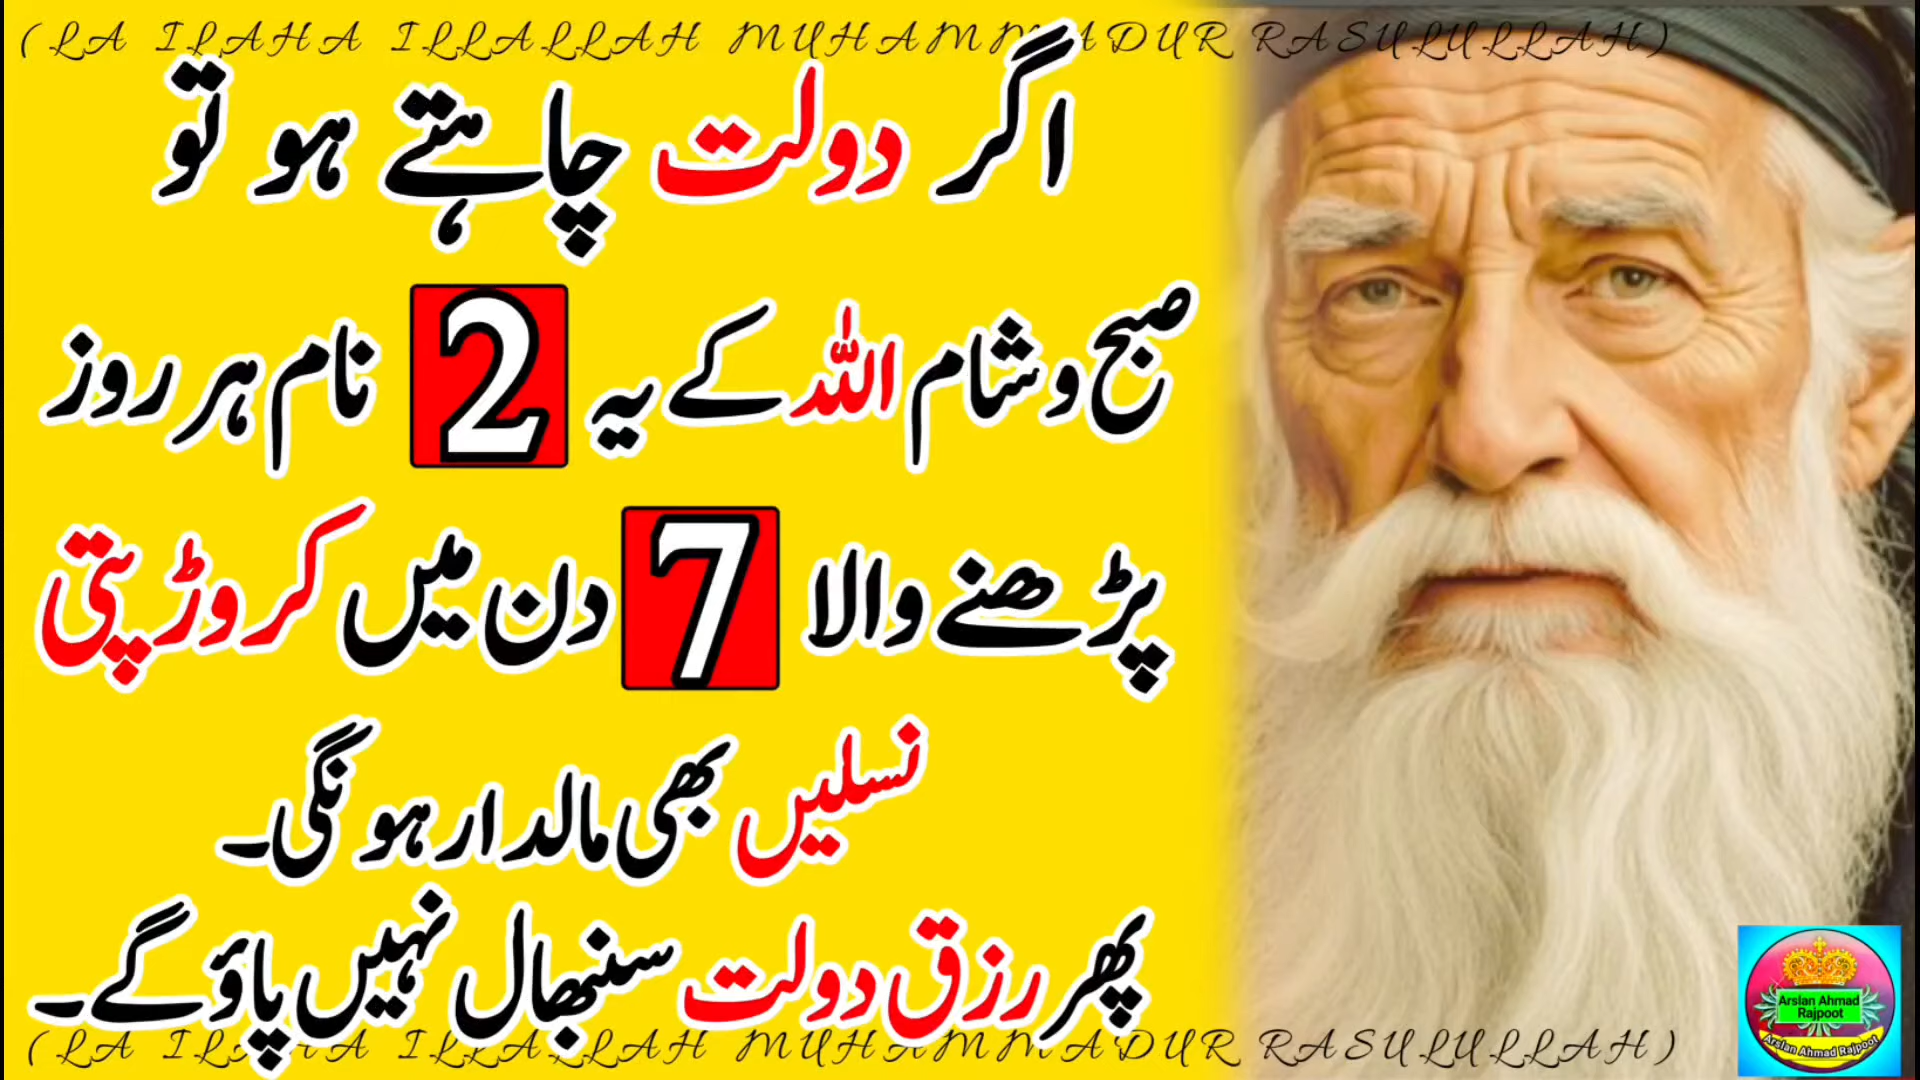 (LA ILAHA ILLALLAH MUHAMMADUR RASULULLAH)
اگر دولت چاہتے ہو تو
صبح و شام اللہ کے یہ 2 نام ہر روز
پڑھنے والا 7 دن میں کروڑ پتی
نسلیں بھی مالدار ہونگی۔
پھر رزق دولت سنبھال نہیں پاؤ گے۔
(LA ILAHA ILLALLAH MUHAMMADUR RASULULLAH)
Arslan Ahmad
Rajpoot
Arslan Ahmad Rajpoot